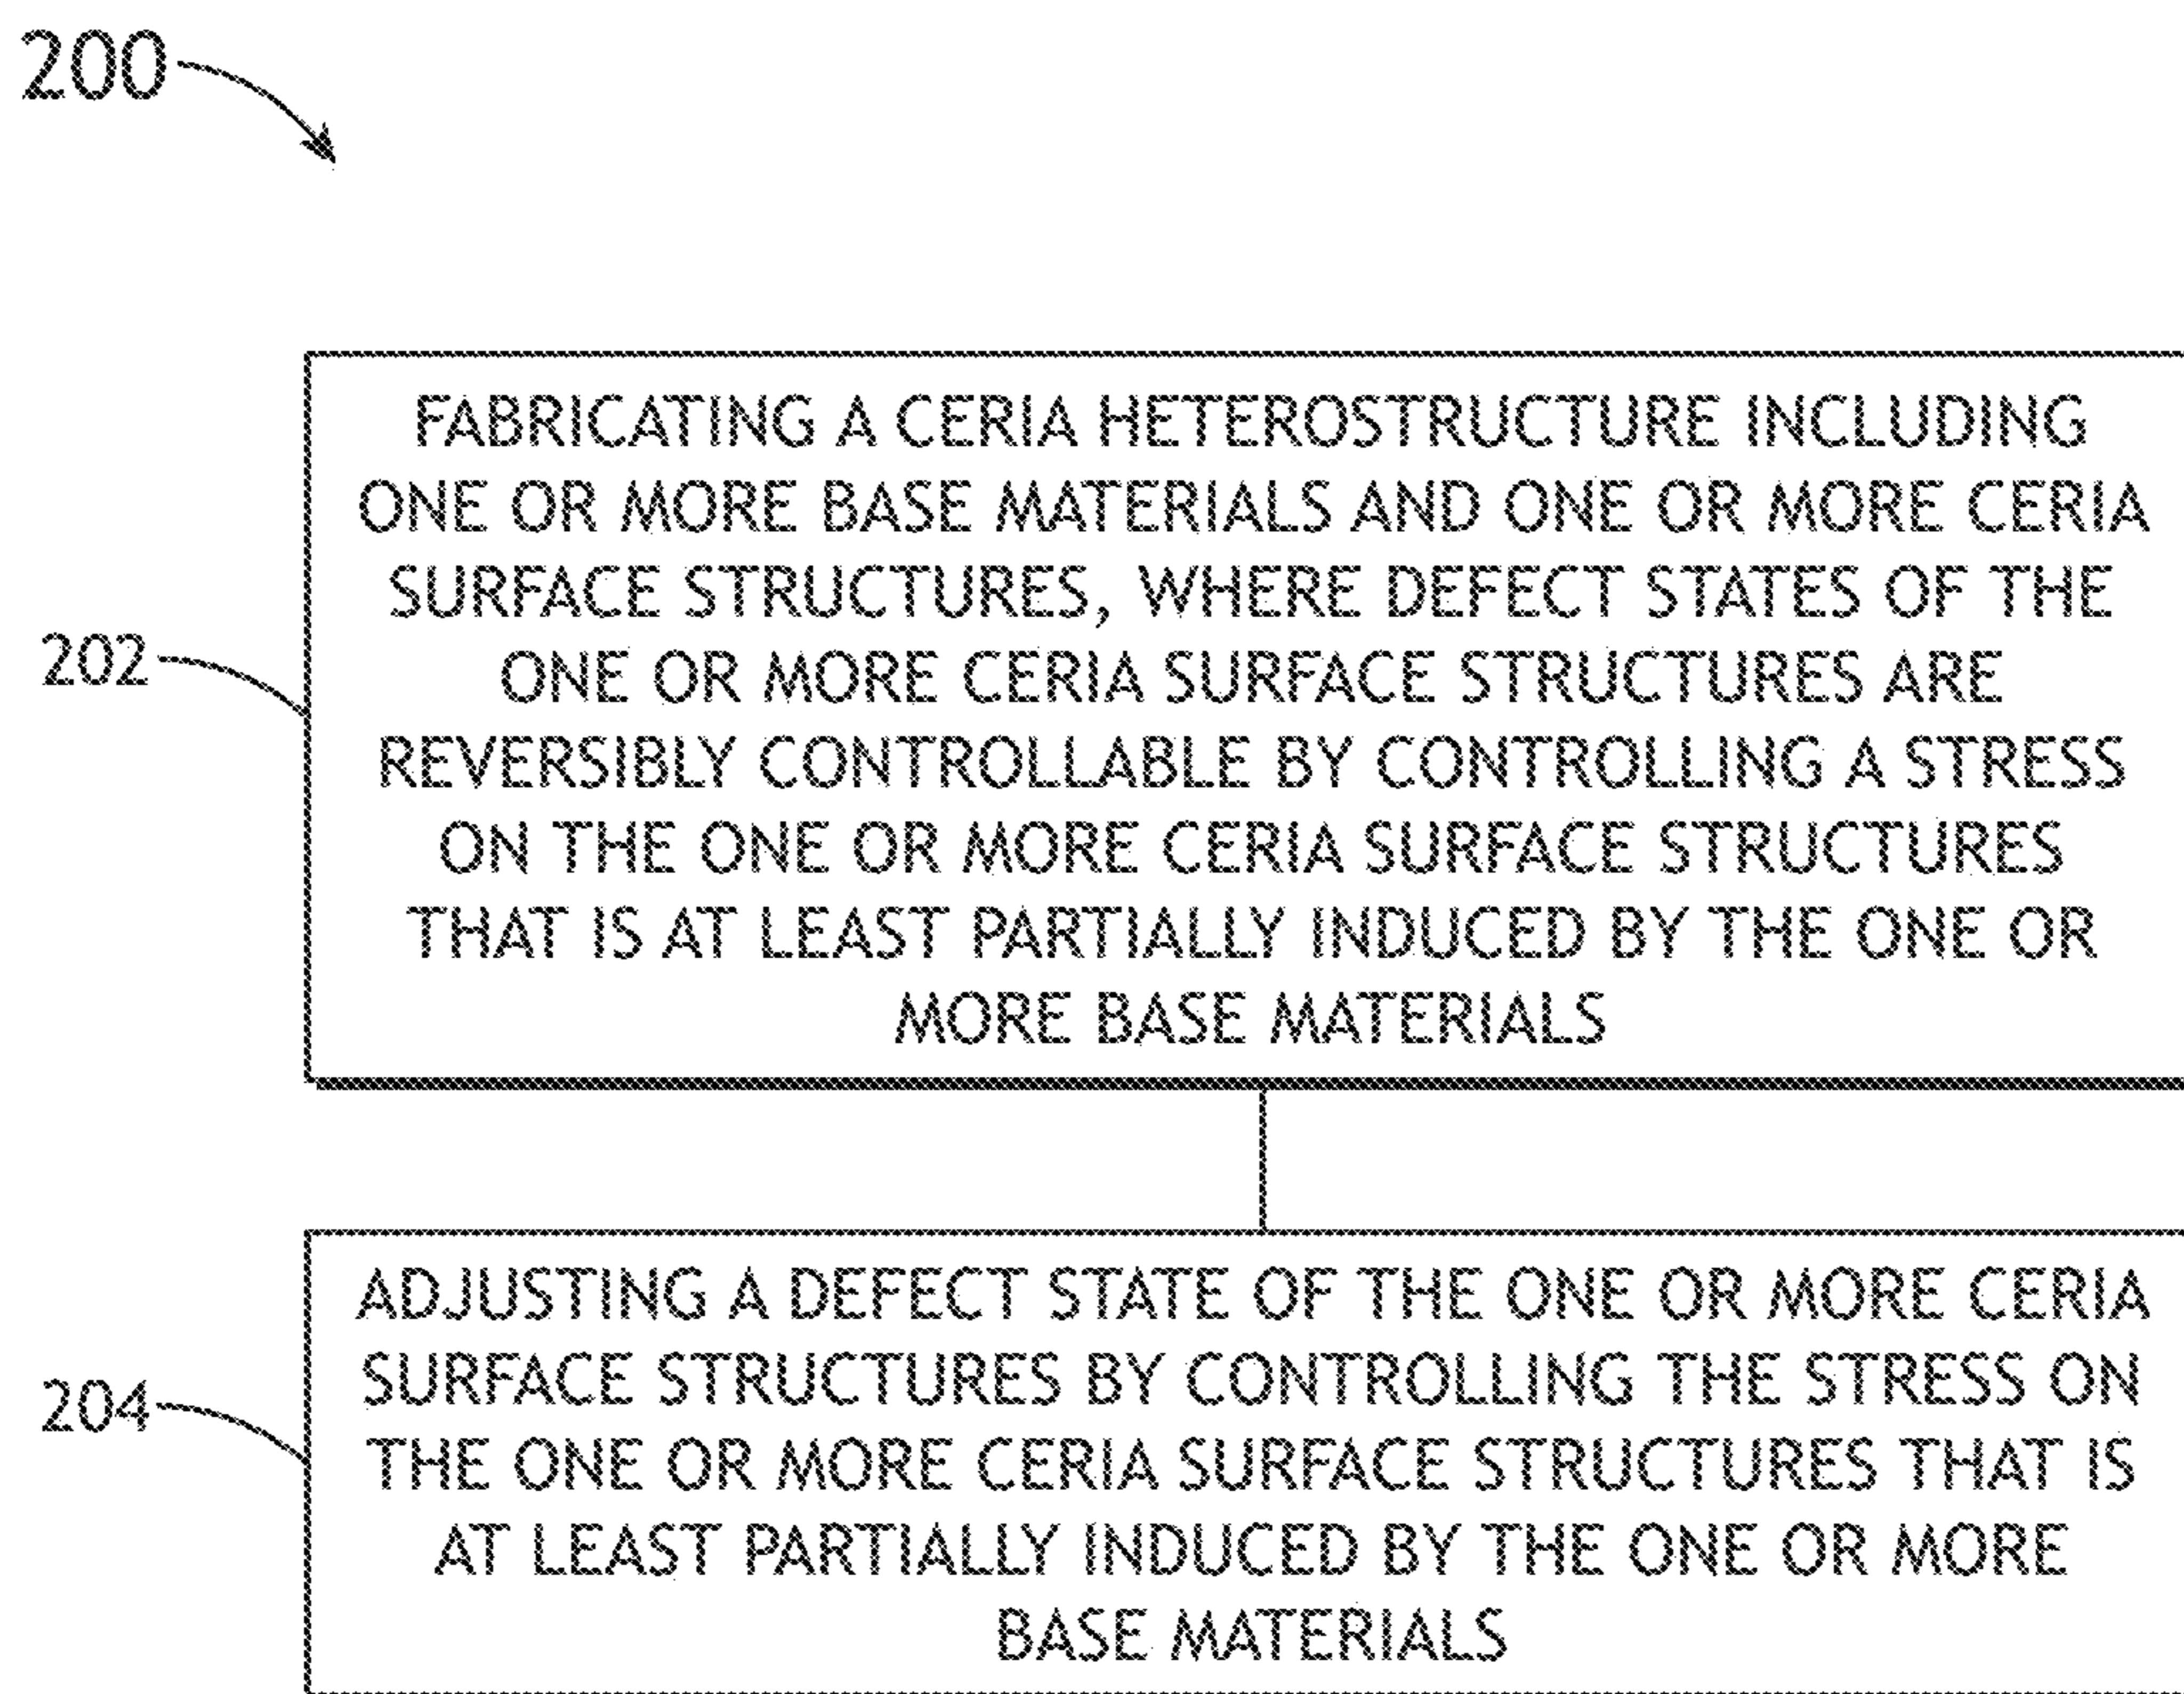 200
FABRICATING A CERIA HETEROSTRUCTURE INCLUDING
ONE OR MORE BASE MATERIALS AND ONE OR MORE CERIA
SURFACE STRUCTURES, WHERE DEFECT STATES OF THE
ONE OR MORE CERIA SURFACE STRUCTURES ARE
202
REVERSIBLY CONTROLLABLE BY CONTROLLING A STRESS
ON THE ONE OR MORE CERIA SURFACE STRUCTURES
THAT IS AT LEAST PARTIALLY INDUCED BY THE ONE OR
MORE BASE MATERIALS
ADJUSTING A DEFECT STATE OF THE ONE OR MORE CERIA
SURFACE STRUCTURES BY CONTROLLING THE STRESS ON
204
THE ONE OR MORE CERIA SURFACE STRUCTURES THAT IS
AT LEAST PARTIALLY INDUCED BY THE ONE OR MORE
BASE MATERIALS